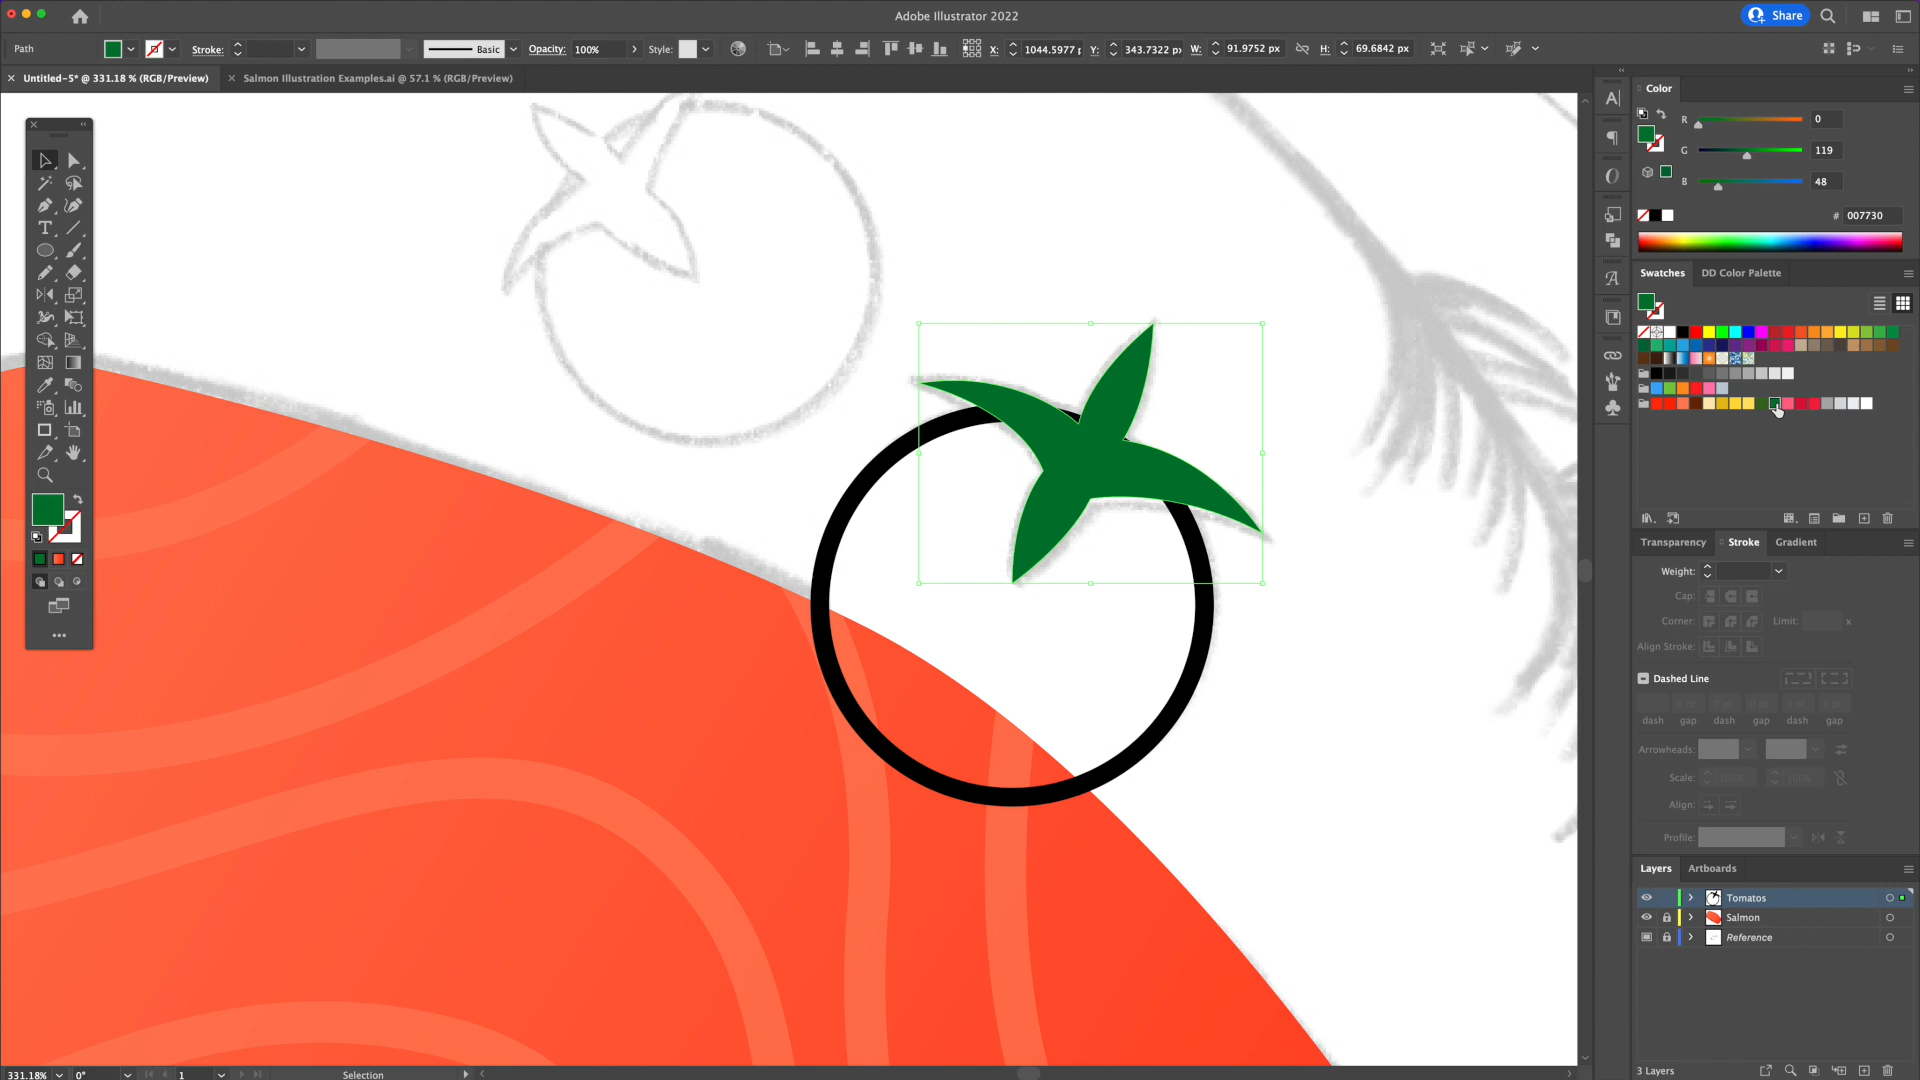 Adobe Illustrator 2022
Share
Path
Stroke:
Basic
Opacity:
100%
Style:
X:
1044.5977 p
Y:
343.7322 p
W:
91.9752 px
H:
69.6842 px
Untitled-5* @ 331.18 % (RGB/Preview)
Salmon Illustration Examples.ai @ 57.1 % (RGB/Preview)
Color
R
0
G
119
B
48
# 007730
Swatches
DD Color Palette
Transparency
Stroke
Gradient
Weight:
Cap:
Corner:
Limit:
x
Align Stroke:
Dashed Line
dash
gap
dash
gap
dash
gap
Arrowheads:
Scale:
100%
100%
Align:
Profile:
Layers
Artboards
Tomatos
Salmon
Reference
3 Layers
331.18%
0°
1
Selection